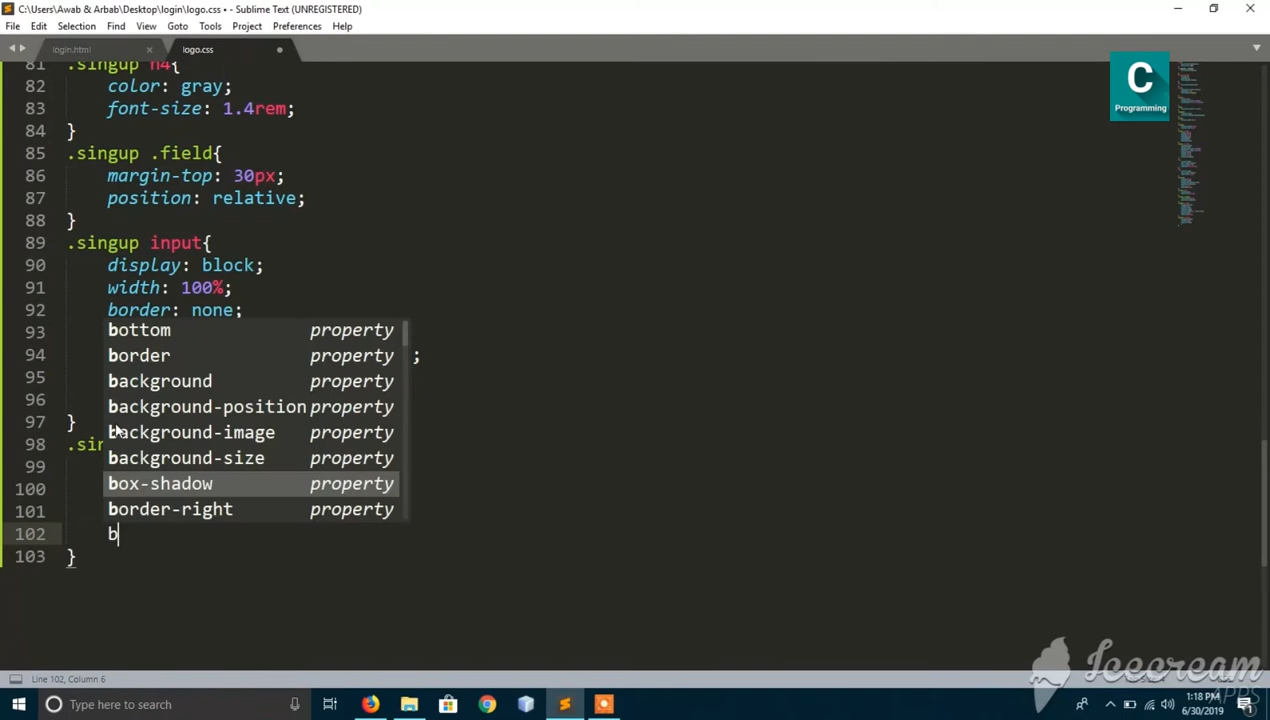 C:\Users\Awab & Arbab\Desktop\login\logo.css • - Sublime Text (UNREGISTERED)
File Edit Selection Find View Goto Tools Project Preferences Help
login.html logo.css
81 .singup h4{
82 color: gray;
83 font-size: 1.4rem;
84 }
85 .singup .field{
86 margin-top: 30px;
87 position: relative;
88 }
89 .singup input{
90 display: block;
91 width: 100%;
92 border: none;
93 bottom property
94 border property ;
95 background property
96 background-position property
97 } background-image property
98 .sin background-size property
99 box-shadow property
100 border-right property
101
102 b
103 }
C
Programming
Line 102, Column 6
Icecream
APPS
Type here to search
1:18 PM
6/30/2019